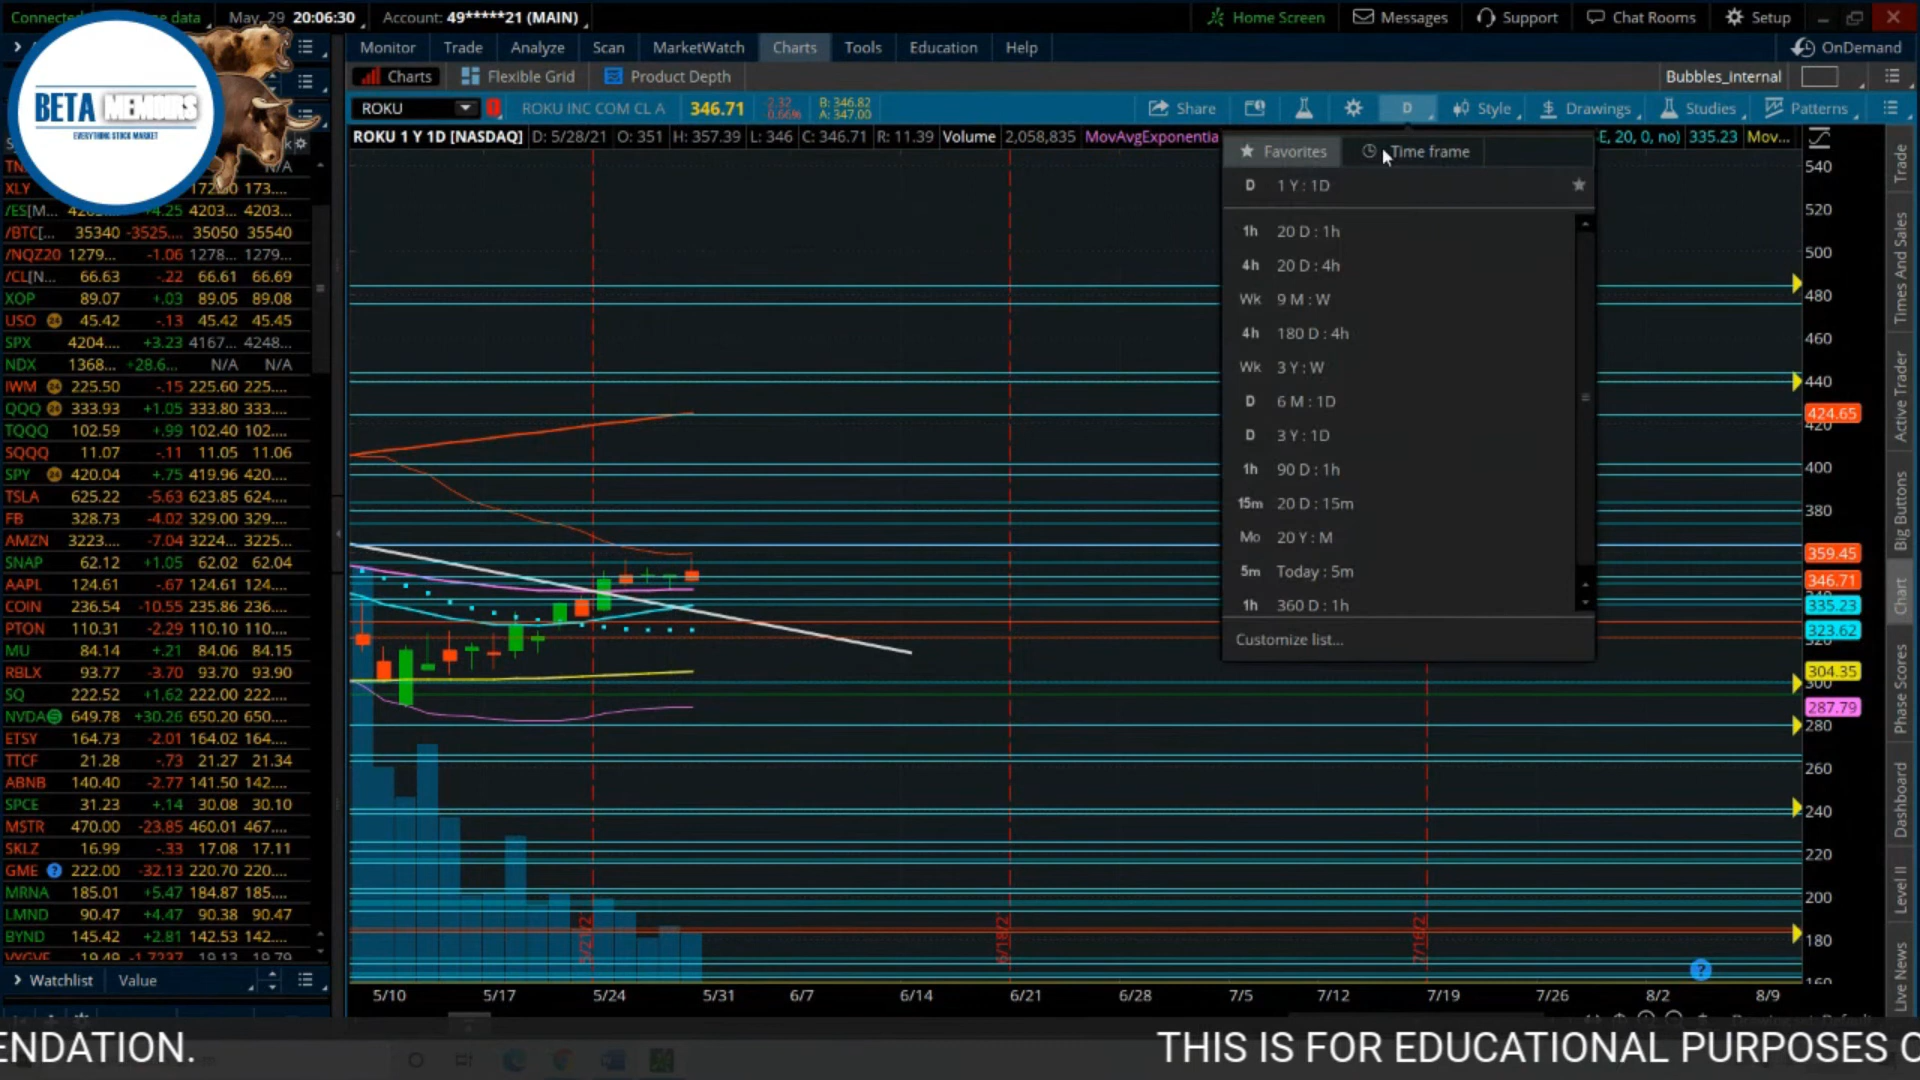 May, 29 20:06:30 Account: 49*****21 (MAIN) Home Screen Messages Support Chat Rooms Setup
Monitor Trade Analyze Scan MarketWatch Charts Tools Education Help OnDemand
Charts Flexible Grid Product Depth Bubbles_internal
ROKU ROKU INC COM CL A 346.71 -2.32 -0.66% B: 346.82 A: 347.00 Share D Style Drawings Studies Patterns
ROKU 1 Y 1D [NASDAQ] D: 5/28/21 O: 351 H: 357.39 L: 346 C: 346.71 R: 11.39 Volume 2,058,835 MovAvgExponentia E, 20, 0, no) 335.23 Mov...
BETA MEMOIRS
EVERYTHING STOCK MARKET
XLY 173....
/ES[M... +4.25 4203... 4203...
/BTC[... 35340 -3525.... 35050 35540
/NQZ20 1279... -1.06 1278... 1279...
/CL[N... 66.63 -.22 66.61 66.69
XOP 89.07 +.03 89.05 89.08
USO 45.42 -.13 45.42 45.45
SPX 4204.... +3.23 4167... 4248...
NDX 1368... +28.6... N/A N/A
IWM 225.50 -.15 225.60 225....
QQQ 333.93 +1.05 333.80 333....
TQQQ 102.59 +.99 102.40 102....
SQQQ 11.07 -.11 11.05 11.06
SPY 420.04 +.75 419.96 420....
TSLA 625.22 -5.63 623.85 624....
FB 328.73 -4.02 329.00 329....
AMZN 3223.... -7.04 3224... 3225...
SNAP 62.12 +1.05 62.02 62.04
AAPL 124.61 -.67 124.61 124....
COIN 236.54 -10.55 235.86 236....
PTON 110.31 -2.29 110.10 110....
MU 84.14 +.21 84.06 84.15
RBLX 93.77 -3.70 93.70 93.90
SQ 222.52 +1.62 222.00 222....
NVDA 649.78 +30.26 650.20 650....
ETSY 164.73 -2.01 164.02 164....
TTCF 21.28 -.73 21.27 21.34
ABNB 140.40 -2.77 141.50 142....
SPCE 31.23 +.14 30.08 30.10
MSTR 470.00 -23.85 460.01 467....
SKLZ 16.99 -.33 17.08 17.11
GME 222.00 -32.13 220.70 220....
MRNA 185.01 +5.47 184.87 185....
LMND 90.47 +4.47 90.38 90.47
BYND 145.42 +2.81 142.53 142....
Watchlist Value
Favorites Time frame
D 1 Y : 1D
1h 20 D : 1h
4h 20 D : 4h
Wk 9 M : W
4h 180 D : 4h
Wk 3 Y : W
D 6 M : 1D
D 3 Y : 1D
1h 90 D : 1h
15m 20 D : 15m
Mo 20 Y : M
5m Today : 5m
1h 360 D : 1h
Customize list...
540
520
500
480
460
440
424.65
420
400
380
359.45
346.71
335.23
323.62
304.35
300
287.79
280
260
240
220
200
180
160
5/10 5/17 5/24 5/31 6/7 6/14 6/21 6/28 7/5 7/12 7/19 7/26 8/2 8/9
Trade
Times And Sales
Active Trader
Big Buttons
Chart
Phase Scores
Dashboard
Level II
Live News
ENDATION. THIS IS FOR EDUCATIONAL PURPOSES